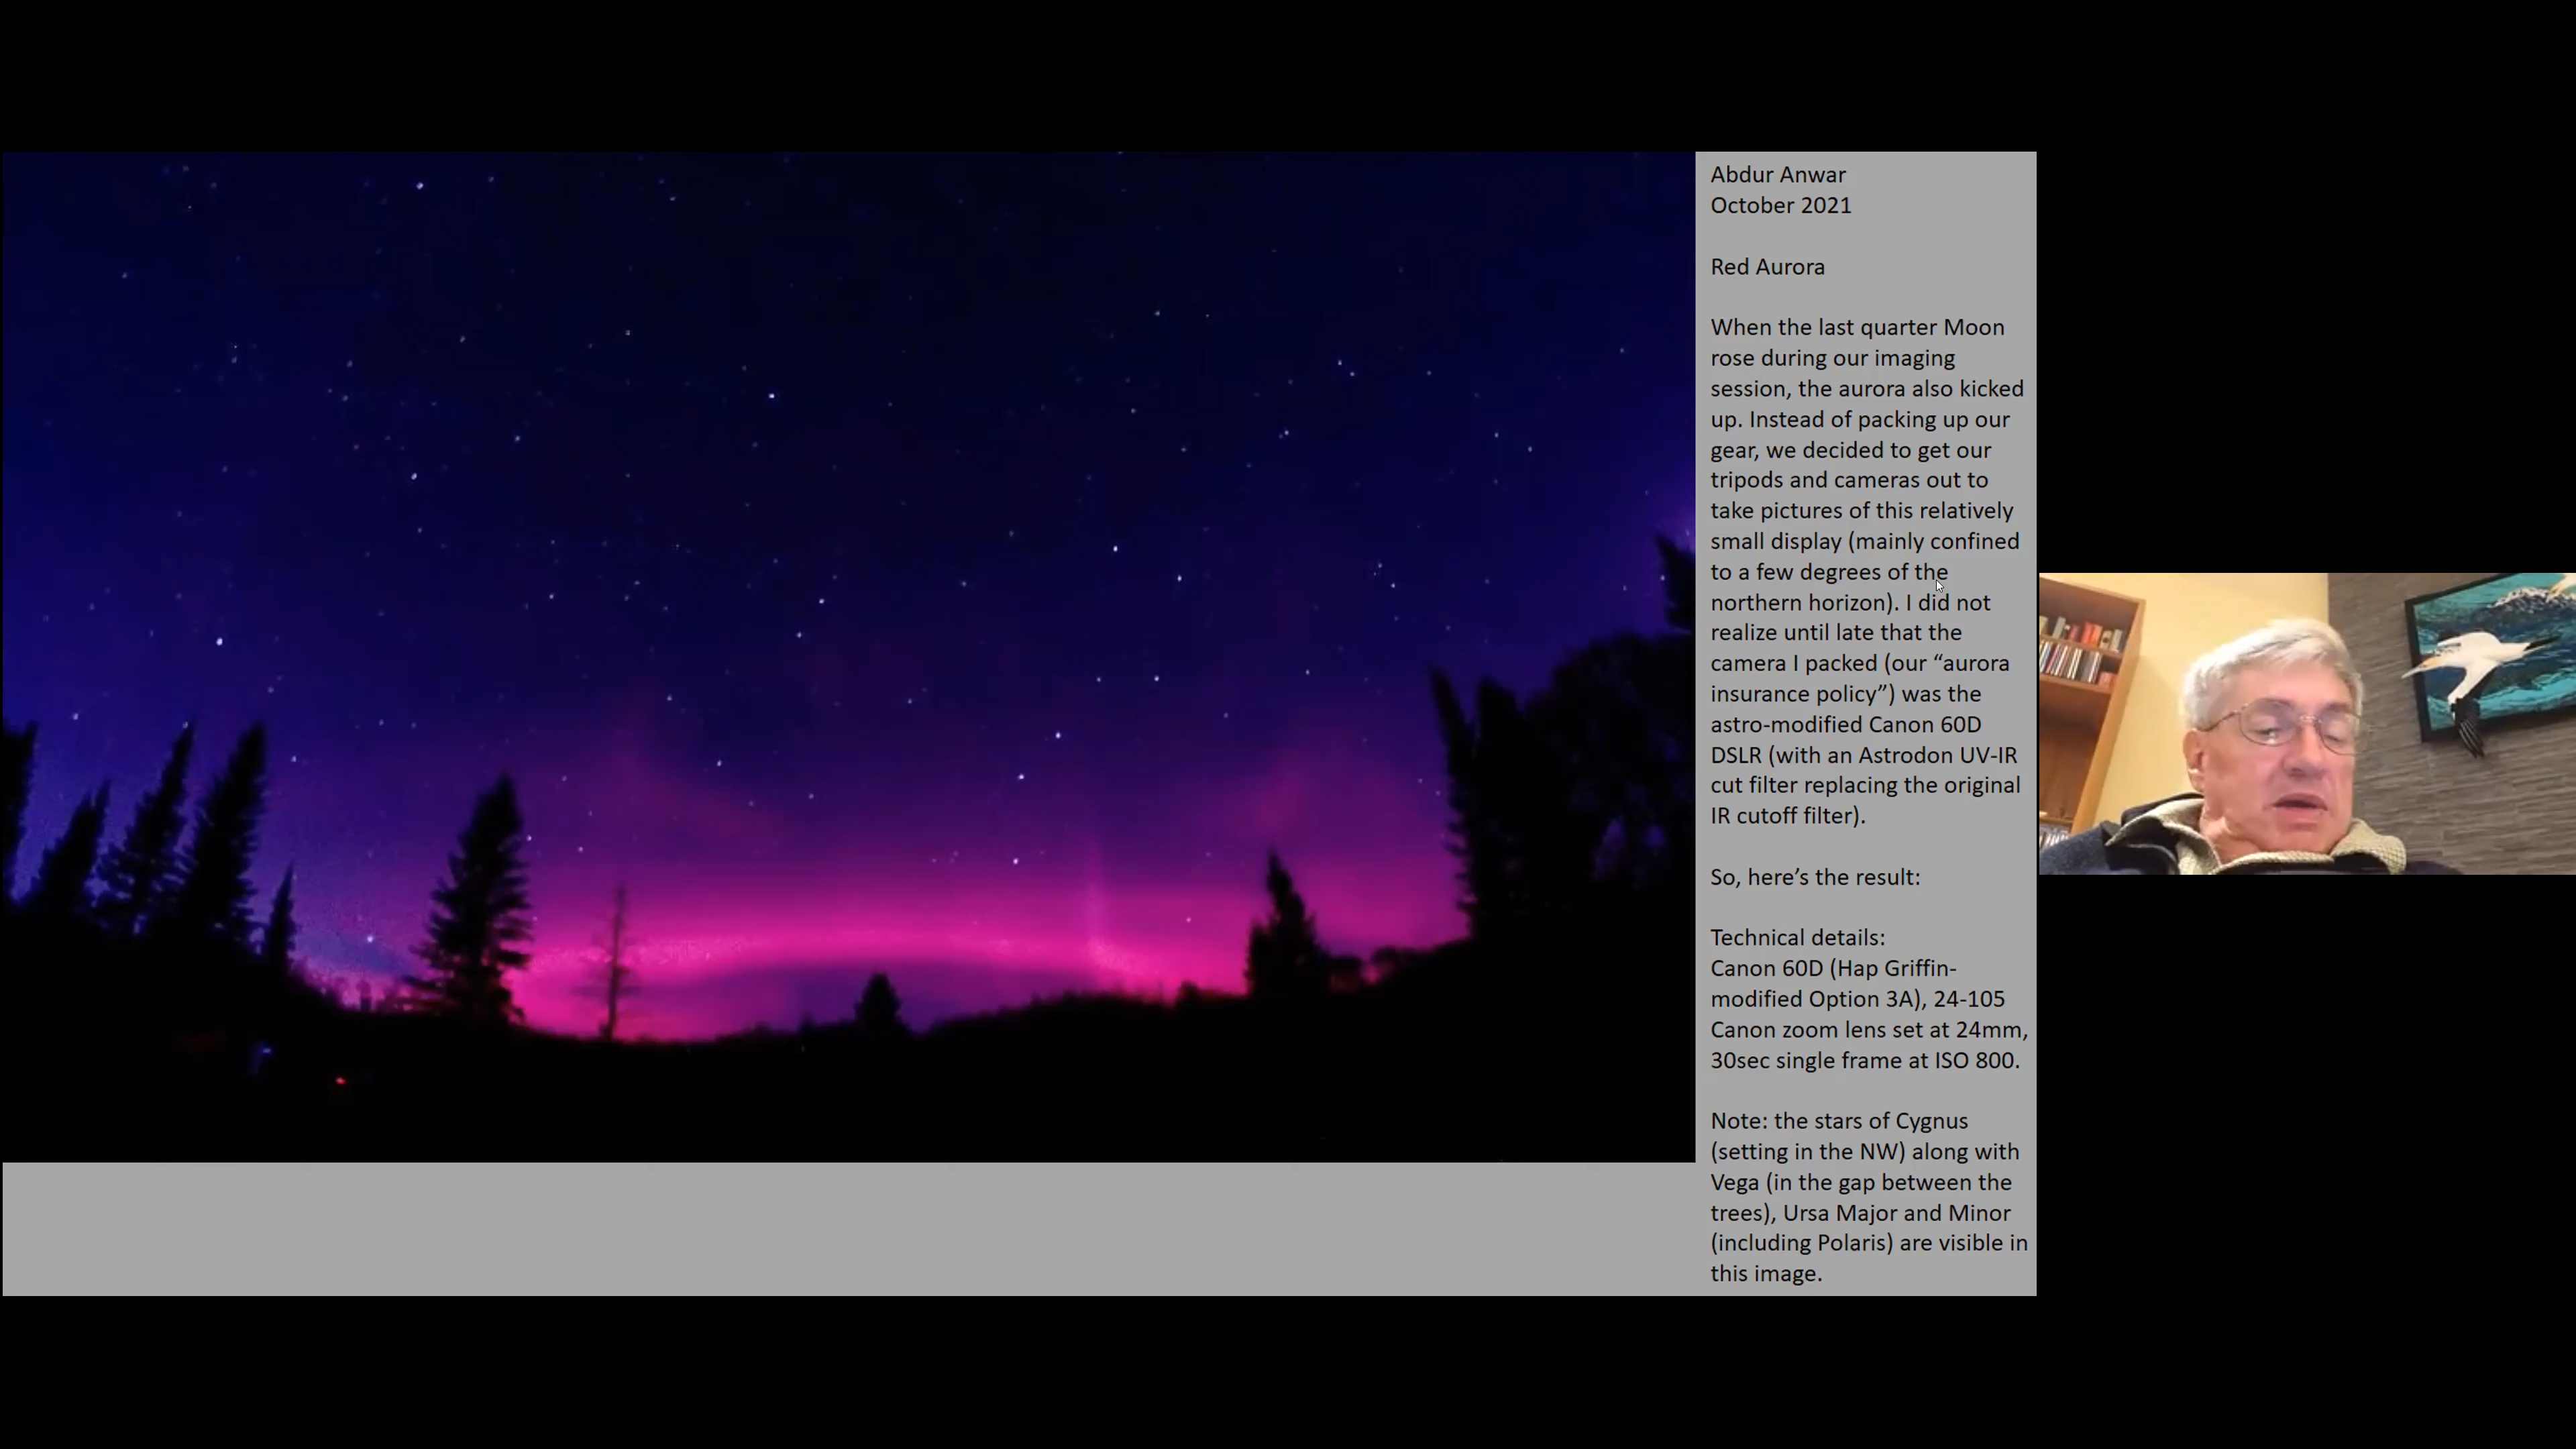 Abdur Anwar
October 2021
Red Aurora
When the last quarter Moon
rose during our imaging
session, the aurora also kicked
up. Instead of packing up our
gear, we decided to get our
tripods and cameras out to
take pictures of this relatively
small display (mainly confined
to a few degrees of the
northern horizon). I did not
realize until late that the
camera I packed (our “aurora
insurance policy”) was the
astro-modified Canon 60D
DSLR (with an Astrodon UV-IR
cut filter replacing the original
IR cutoff filter).
So, here’s the result:
Technical details:
Canon 60D (Hap Griffin-
modified Option 3A), 24-105
Canon zoom lens set at 24mm,
30sec single frame at ISO 800.
Note: the stars of Cygnus
(setting in the NW) along with
Vega (in the gap between the
trees), Ursa Major and Minor
(including Polaris) are visible in
this image.